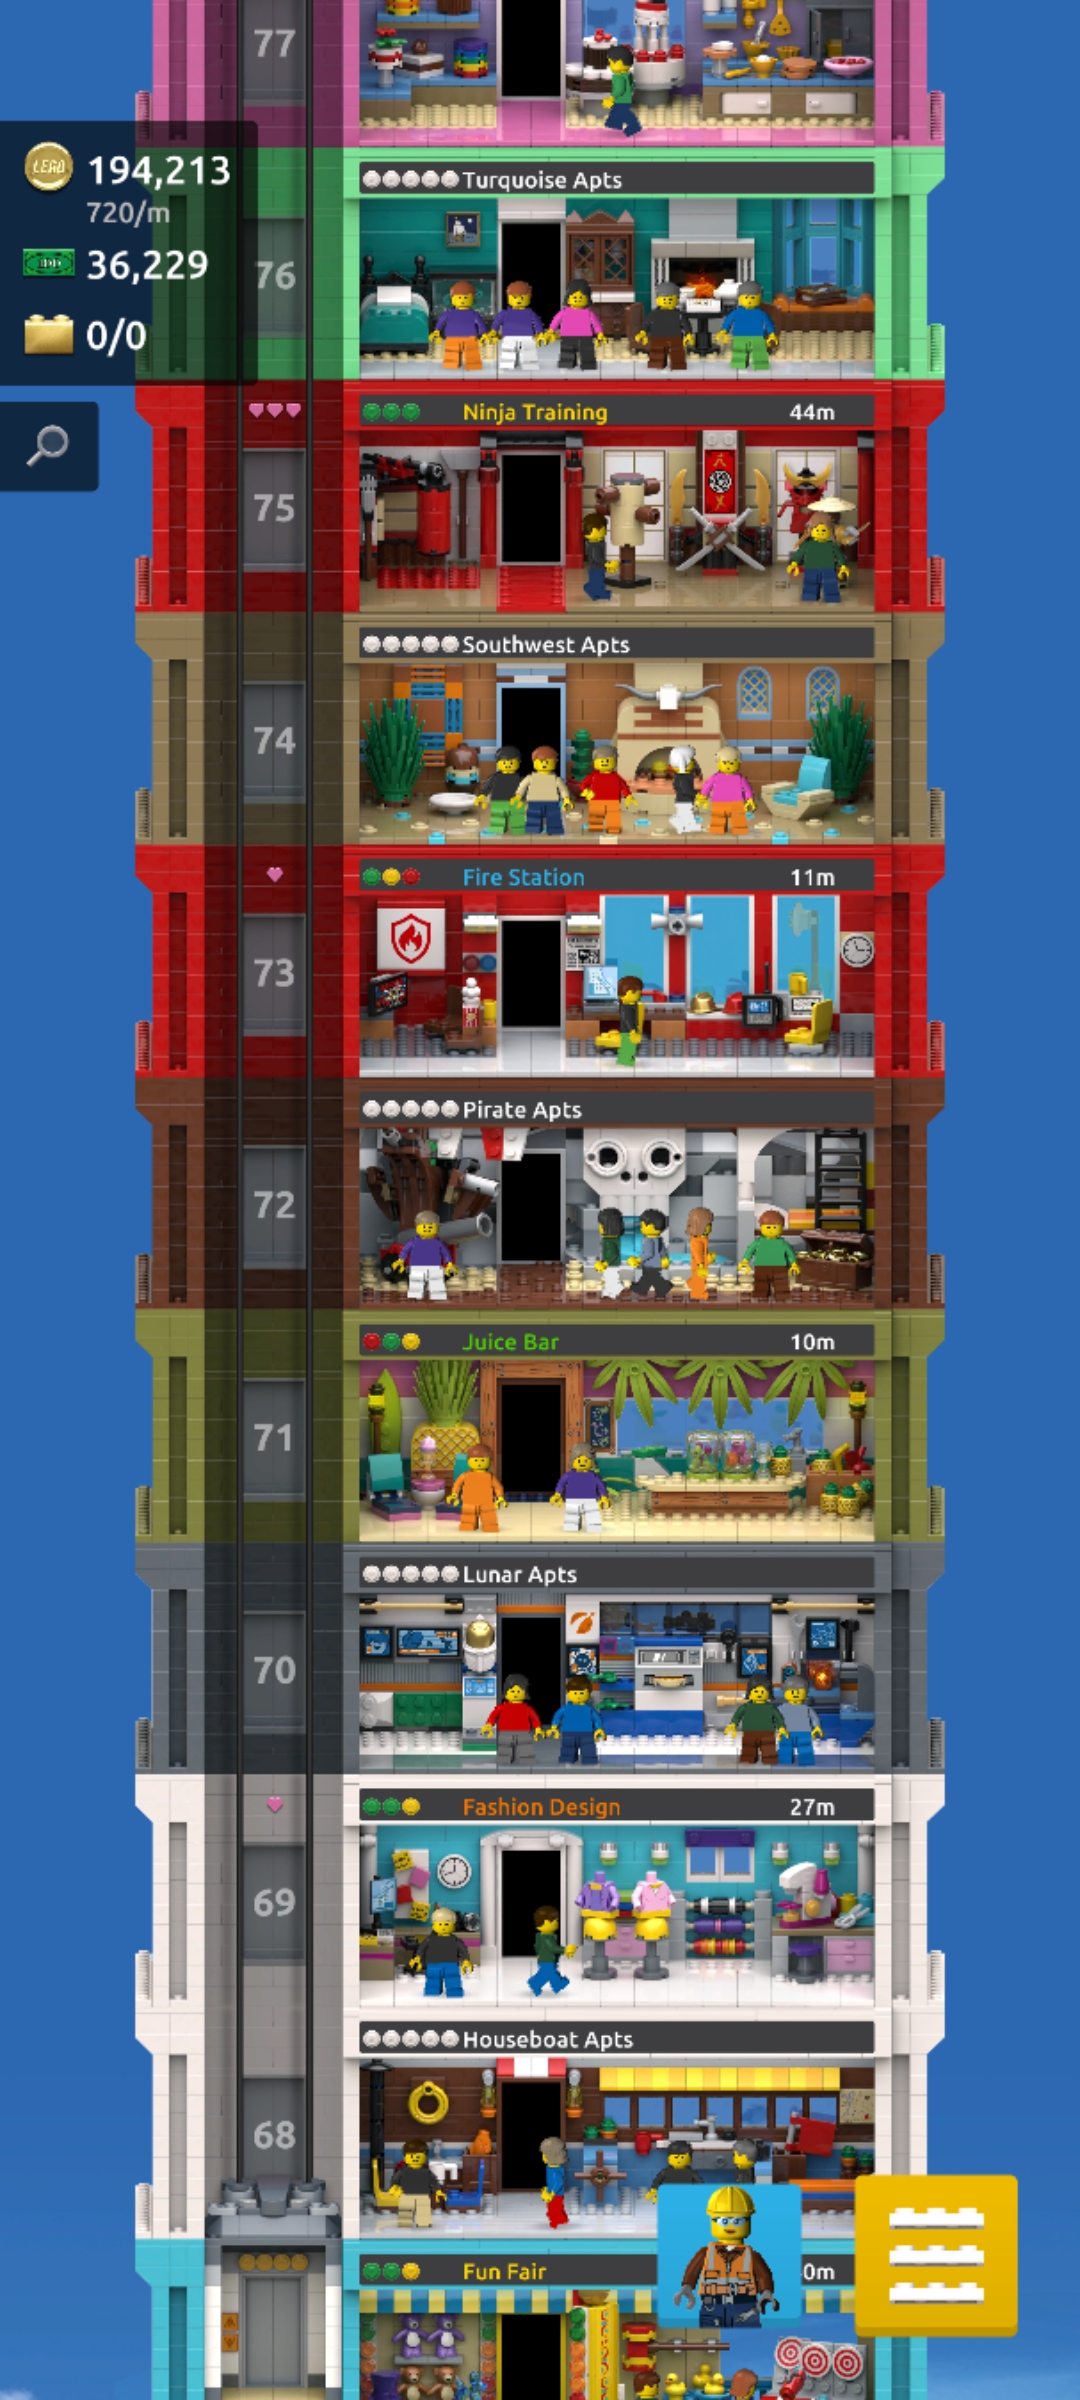 77
LEGO
194,213
720/m
36,229
0/0
Turquoise Apts
76
Ninja Training 44m
75
Southwest Apts
74
Fire Station 11m
73
Pirate Apts
72
Juice Bar 10m
71
Lunar Apts
70
Fashion Design 27m
69
Houseboat Apts
68
Fun Fair 0m